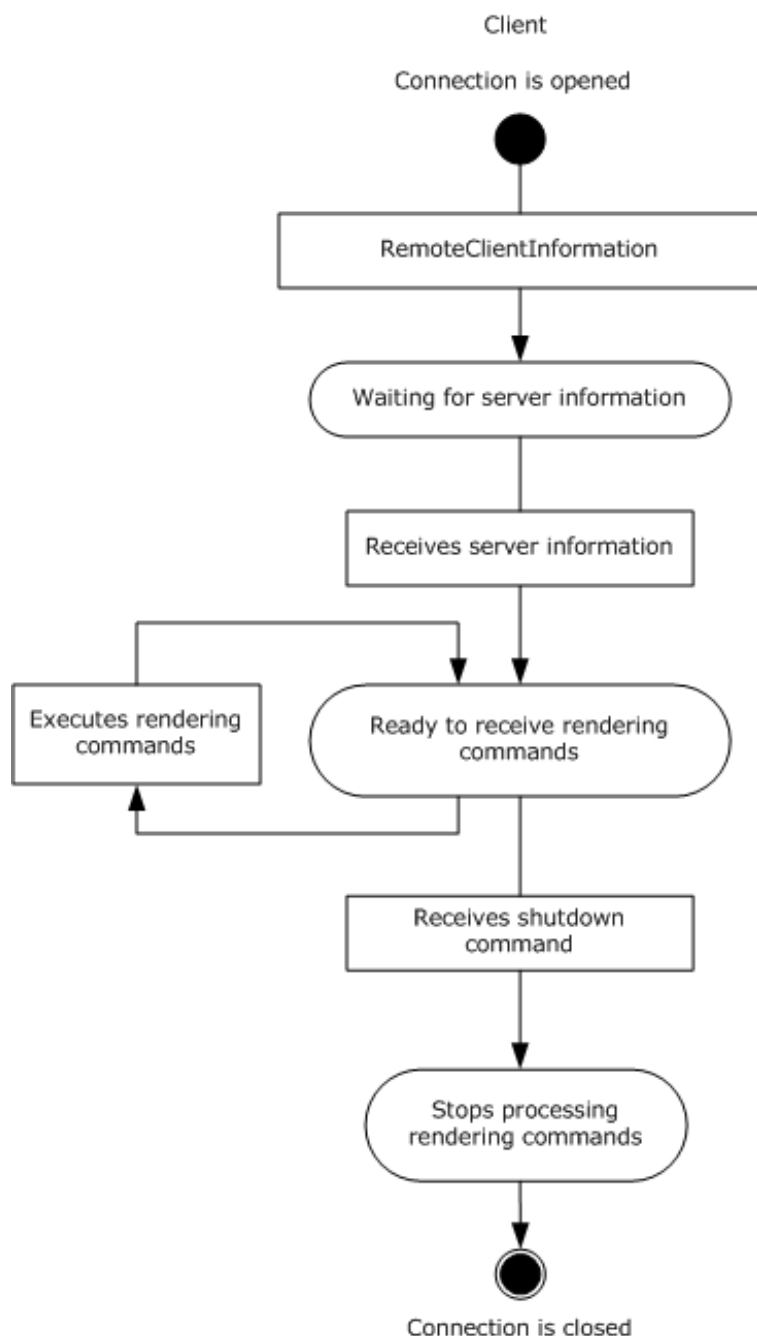 Client
Connection is opened
RemoteClientInformation
Waiting for server information
Receives server information
Executes rendering
commands
Ready to receive rendering
commands
Receives shutdown
command
Stops processing
rendering commands
Connection is closed